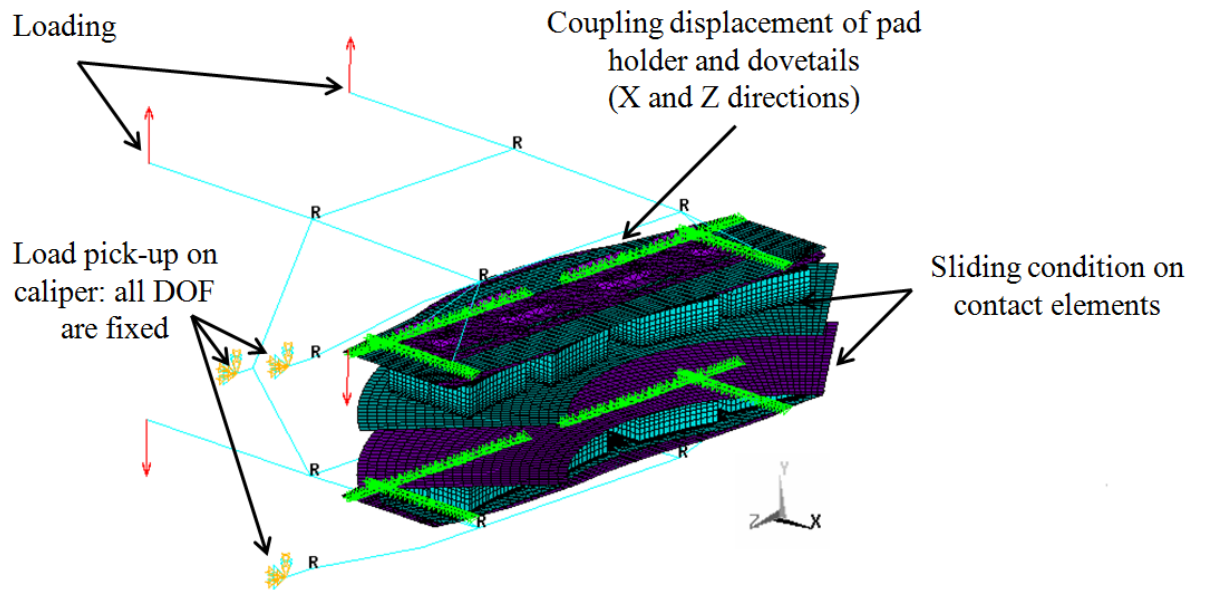 Loading
Coupling displacement of pad
holder and dovetails
(X and Z directions)
R
R
R
Load pick-up on
caliper: all DOF
are fixed
R
Sliding condition on
contact elements
R
R
R
Y
Z
X
R
R